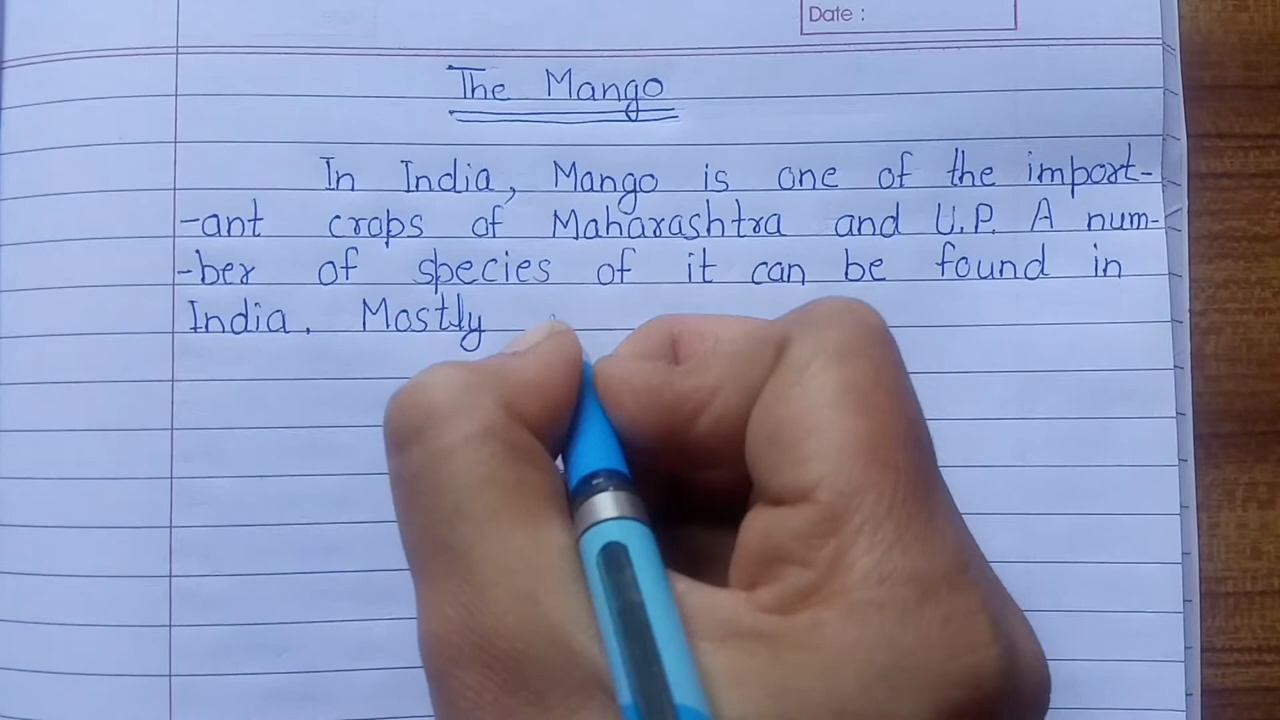 Date :
The Mango
In India, Mango is one of the import-
-ant crops of Maharashtra and U.P. A num-
-ber of species of it can be found in
India. Mostly